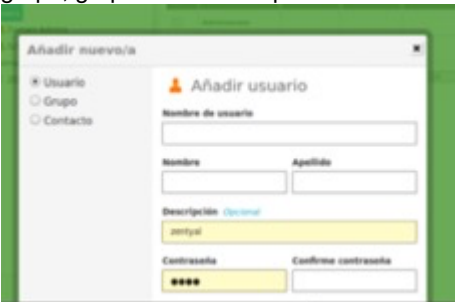 Añadir nuevo/a
Usuario
Grupo
Contacto
Añadir usuario
Nombre de usuario
Nombre Apellido
Descripción Opcional
zentyal
Contraseña Confirme contraseña